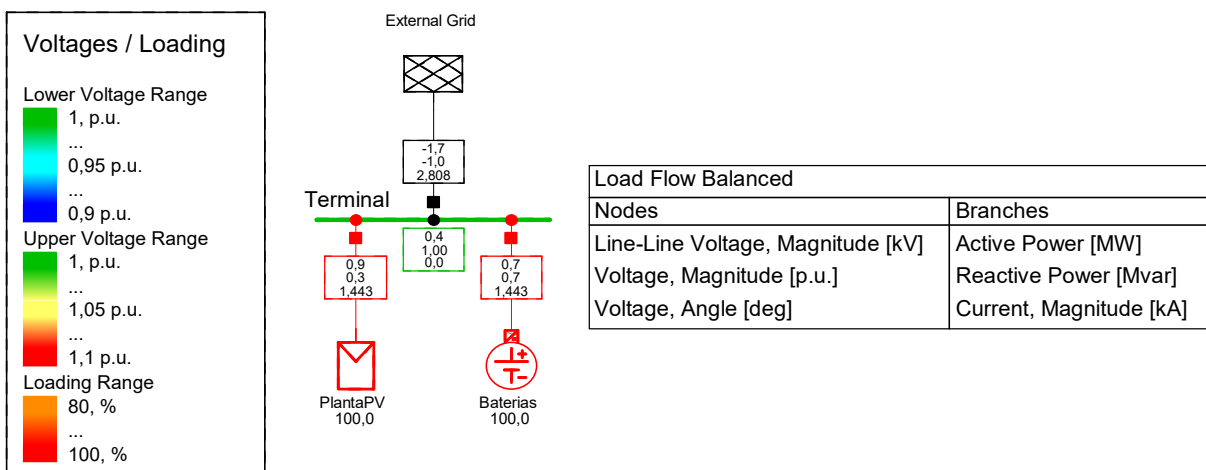 Voltages / Loading
Lower Voltage Range
1, p.u.
...
0,95 p.u.
...
0,9 p.u.
Upper Voltage Range
1, p.u.
...
1,05 p.u.
...
1,1 p.u.
Loading Range
80, %
...
100, %
External Grid
-1,7
-1,0
2,808
Terminal
0,4
1,00
0,0
0,9
0,3
1,443
0,7
0,7
1,443
PlantaPV
100,0
Baterias
100,0
Load Flow Balanced
Nodes
Branches
Line-Line Voltage, Magnitude [kV]
Active Power [MW]
Voltage, Magnitude [p.u.]
Reactive Power [Mvar]
Voltage, Angle [deg]
Current, Magnitude [kA]